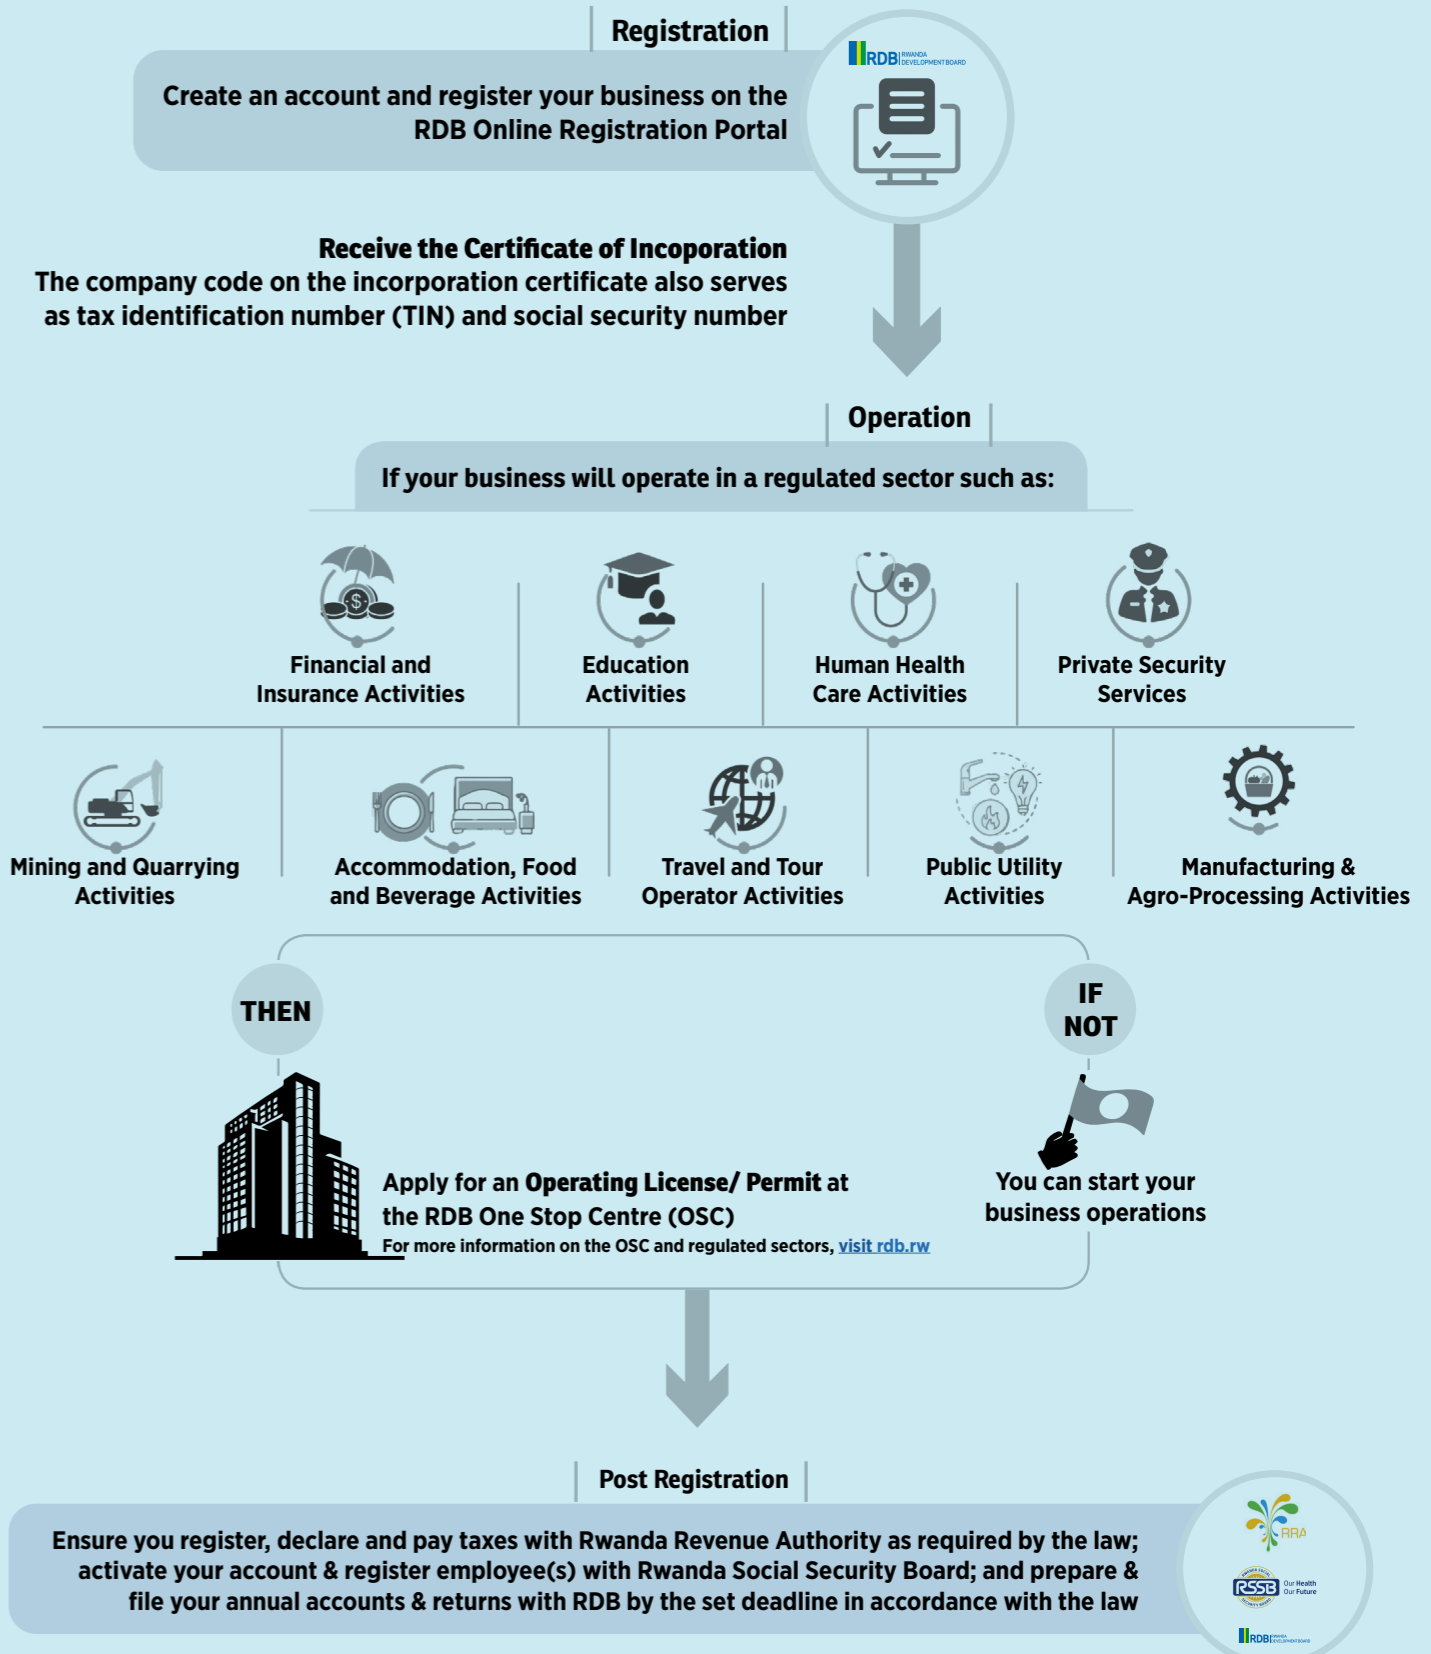 Registration
RDB RWANDA
DEVELOPMENT BOARD
Create an account and register your business on the
RDB Online Registration Portal
Receive the Certificate of Incoporation
The company code on the incorporation certificate also serves
as tax identification number (TIN) and social security number
Operation
If your business will operate in a regulated sector such as:
$
Financial and
Insurance Activities
Education
Activities
Human Health
Care Activities
Private Security
Services
Mining and Quarrying
Activities
Accommodation, Food
and Beverage Activities
Travel and Tour
Operator Activities
Public Utility
Activities
Manufacturing &
Agro-Processing Activities
THEN
IF
NOT
Apply for an Operating License/ Permit at
the RDB One Stop Centre (OSC)
For more information on the OSC and regulated sectors, visit rdb.rw
You can start your
business operations
Post Registration
Ensure you register, declare and pay taxes with Rwanda Revenue Authority as required by the law;
activate your account & register employee(s) with Rwanda Social Security Board; and prepare &
file your annual accounts & returns with RDB by the set deadline in accordance with the law
RRA
RWANDA SOCIAL
RSSB
SECURITY BOARD
Our Health
Our Future
RDB RWANDA
DEVELOPMENT BOARD